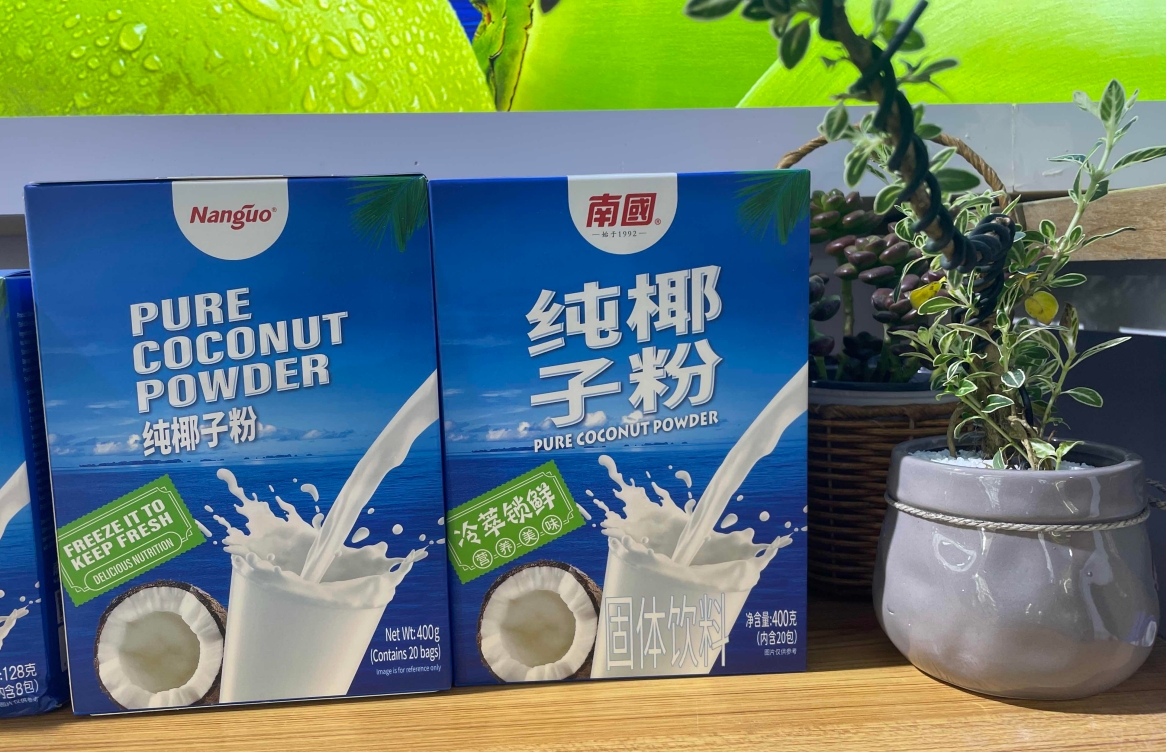 Nanguo®
PURE
COCONUT
POWDER
纯椰子粉
FREEZE IT TO
KEEP FRESH
DELICIOUS NUTRITION
Net Wt: 400g
(Contains 20 bags)
Image is for reference only
南國®
始于1992
纯椰
子粉
PURE COCONUT POWDER
冷萃锁鲜
营养美味
固体饮料
净含量:400克
(内含20包)
图片仅供参考
:128克
内含8包)